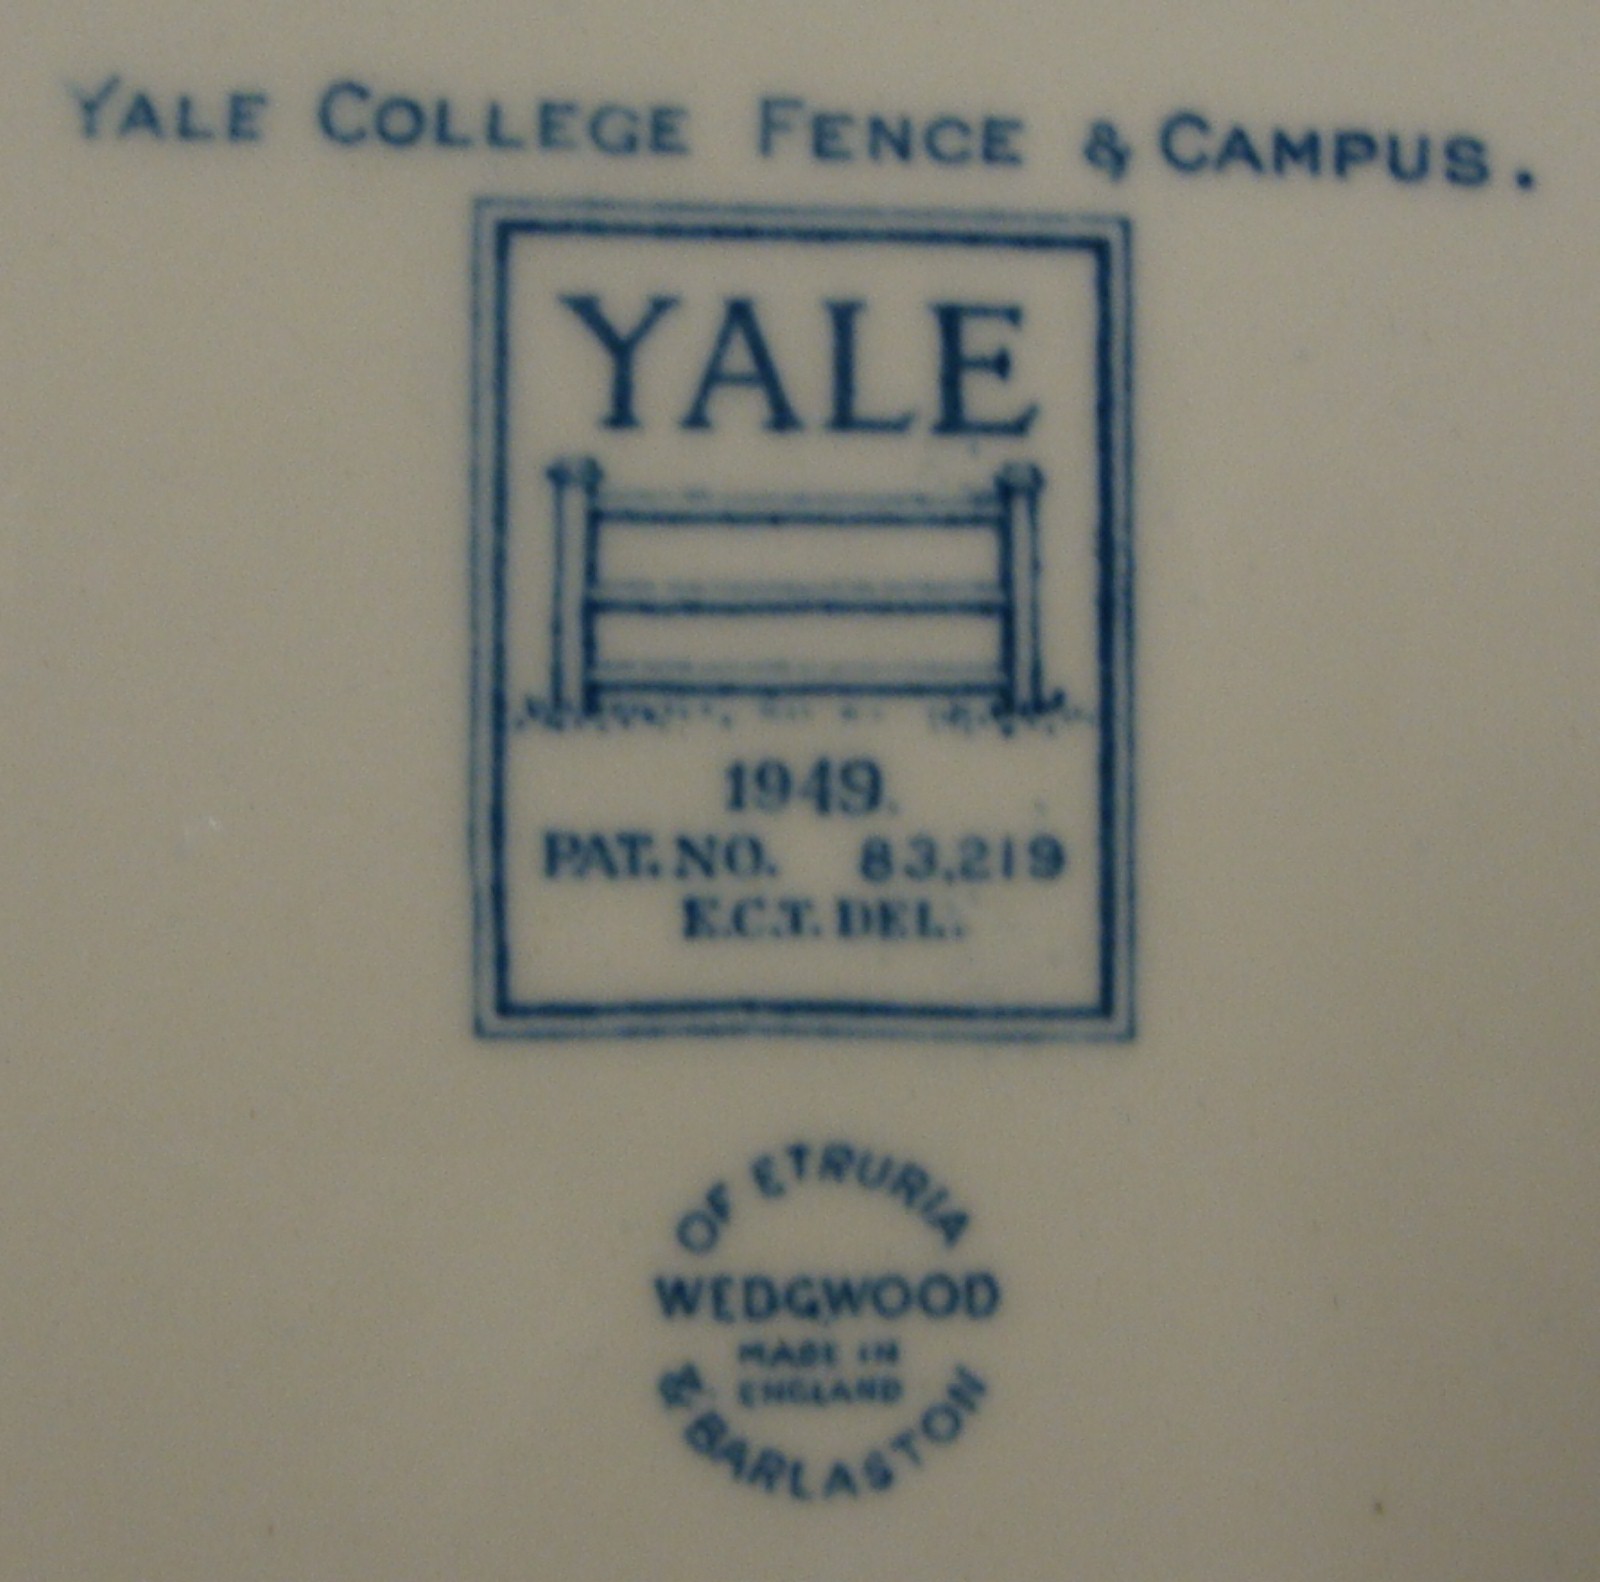 YALE COLLEGE FENCE & CAMPUS.
YALE
1949.
PAT. NO. 83,219
E.C.T. DEL.
OF ETRURIA
WEDGWOOD
MADE IN
ENGLAND
& BARLASTON